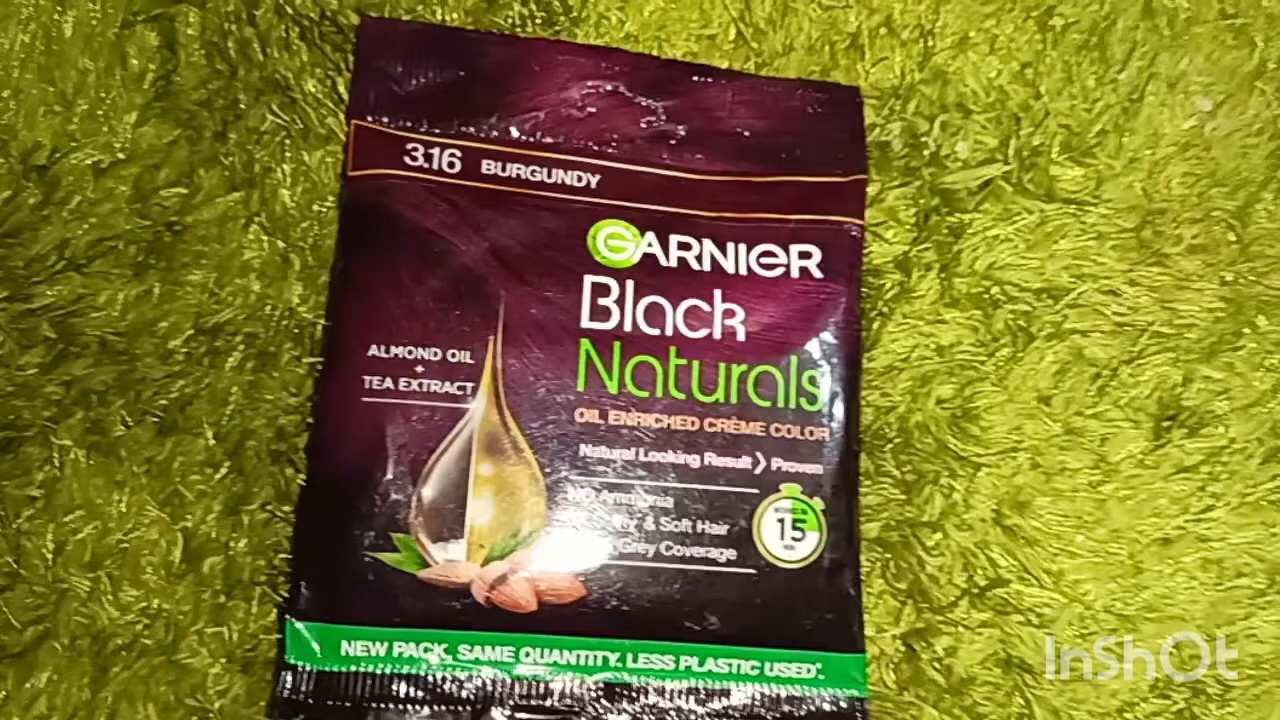 3.16 BURGUNDY
GARNIER
Black
Naturals
OIL ENRICHED CRÈME COLOR
Natural Looking Result > Proven
ALMOND OIL
+
TEA EXTRACT
NO Ammonia
& Soft Hair
Grey Coverage
15
NEW PACK, SAME QUANTITY. LESS PLASTIC USED*.
InShOt